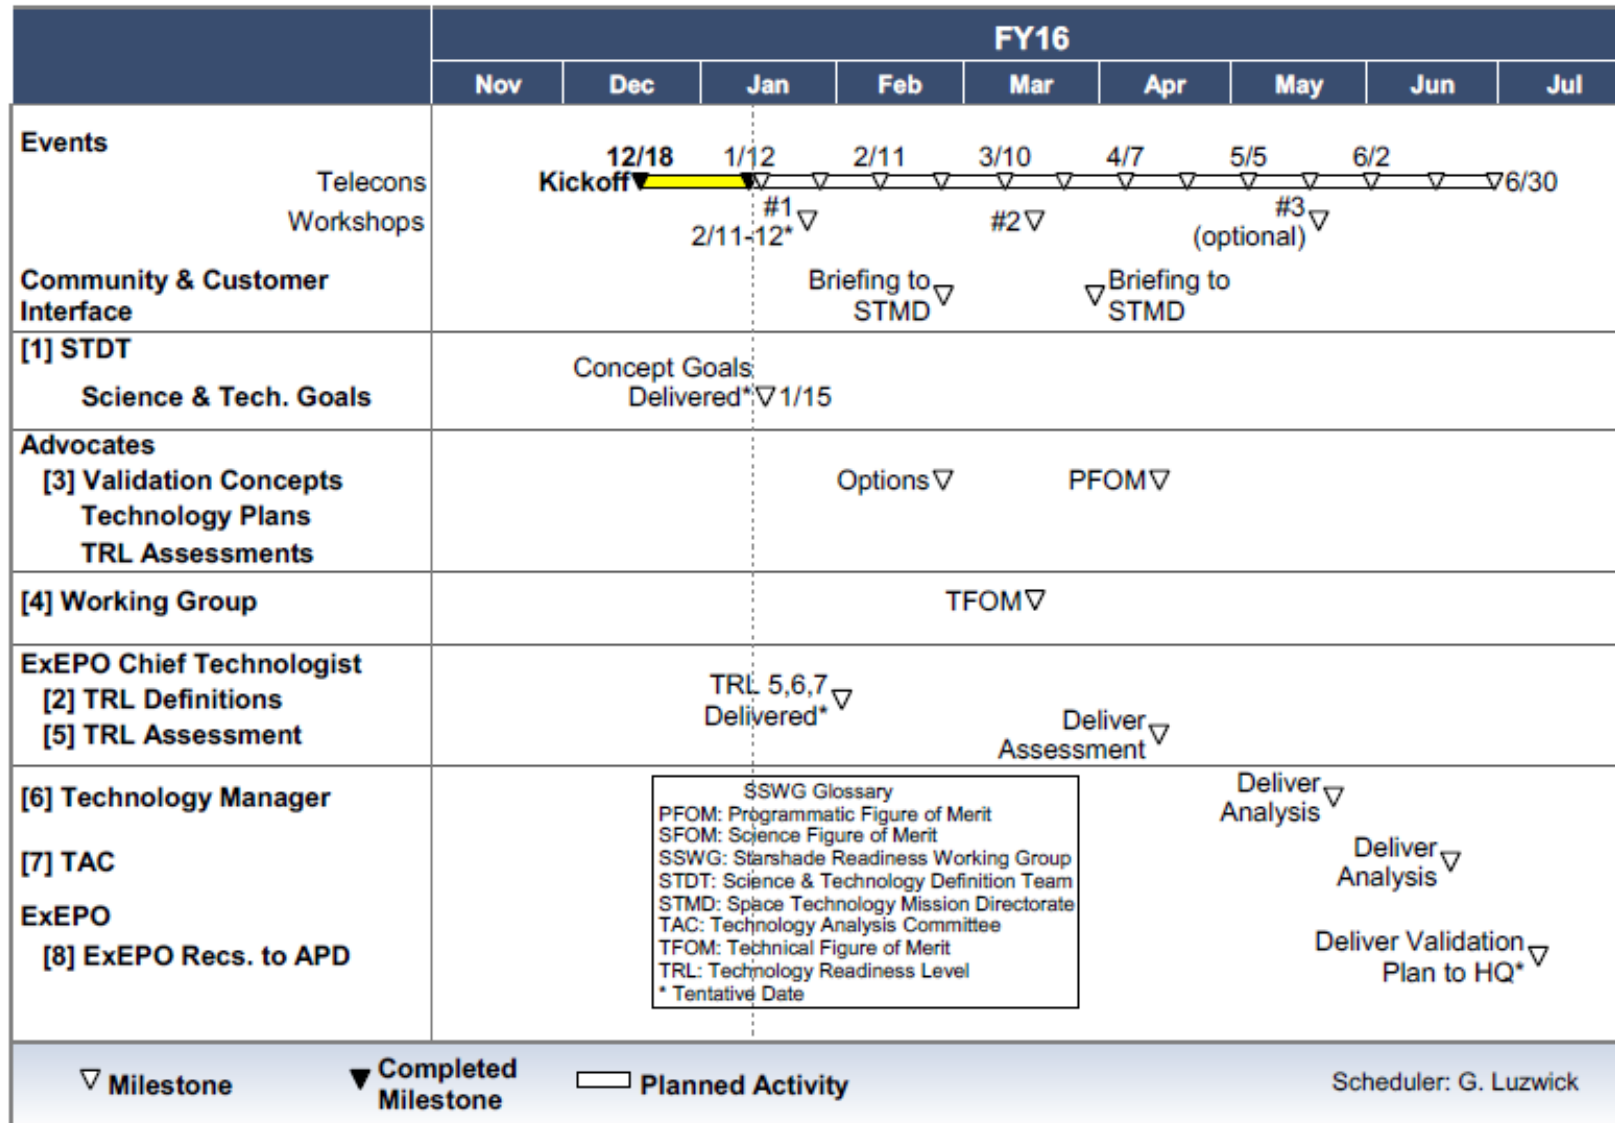 FY16
Nov Dec Jan Feb Mar Apr May Jun Jul
Events
12/18 1/12 2/11 3/10 4/7 5/5 6/2
Telecons Kickoff 6/30
Workshops #1 #2 #3
2/11-12* (optional)
Community & Customer
Interface
Briefing to
STMD
Briefing to
STMD
[1] STDT
Science & Tech. Goals
Concept Goals
Delivered* 1/15
Advocates
[3] Validation Concepts Options PFOM
Technology Plans
TRL Assessments
[4] Working Group TFOM
ExEPO Chief Technologist
[2] TRL Definitions
[5] TRL Assessment
TRL 5,6,7
Delivered*
Deliver
Assessment
[6] Technology Manager
Deliver
Analysis
[7] TAC
Deliver
Analysis
ExEPO
[8] ExEPO Recs. to APD
Deliver Validation
Plan to HQ*
SSWG Glossary
PFOM: Programmatic Figure of Merit
SFOM: Science Figure of Merit
SSWG: Starshade Readiness Working Group
STDT: Science & Technology Definition Team
STMD: Space Technology Mission Directorate
TAC: Technology Analysis Committee
TFOM: Technical Figure of Merit
TRL: Technology Readiness Level
* Tentative Date
Milestone
Completed
Milestone
Planned Activity
Scheduler: G. Luzwick